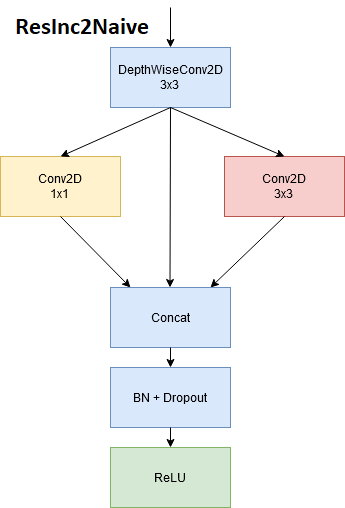 ResInc2Naive
DepthWiseConv2D
3x3
Conv2D
1x1
Conv2D
3x3
Concat
BN + Dropout
ReLU